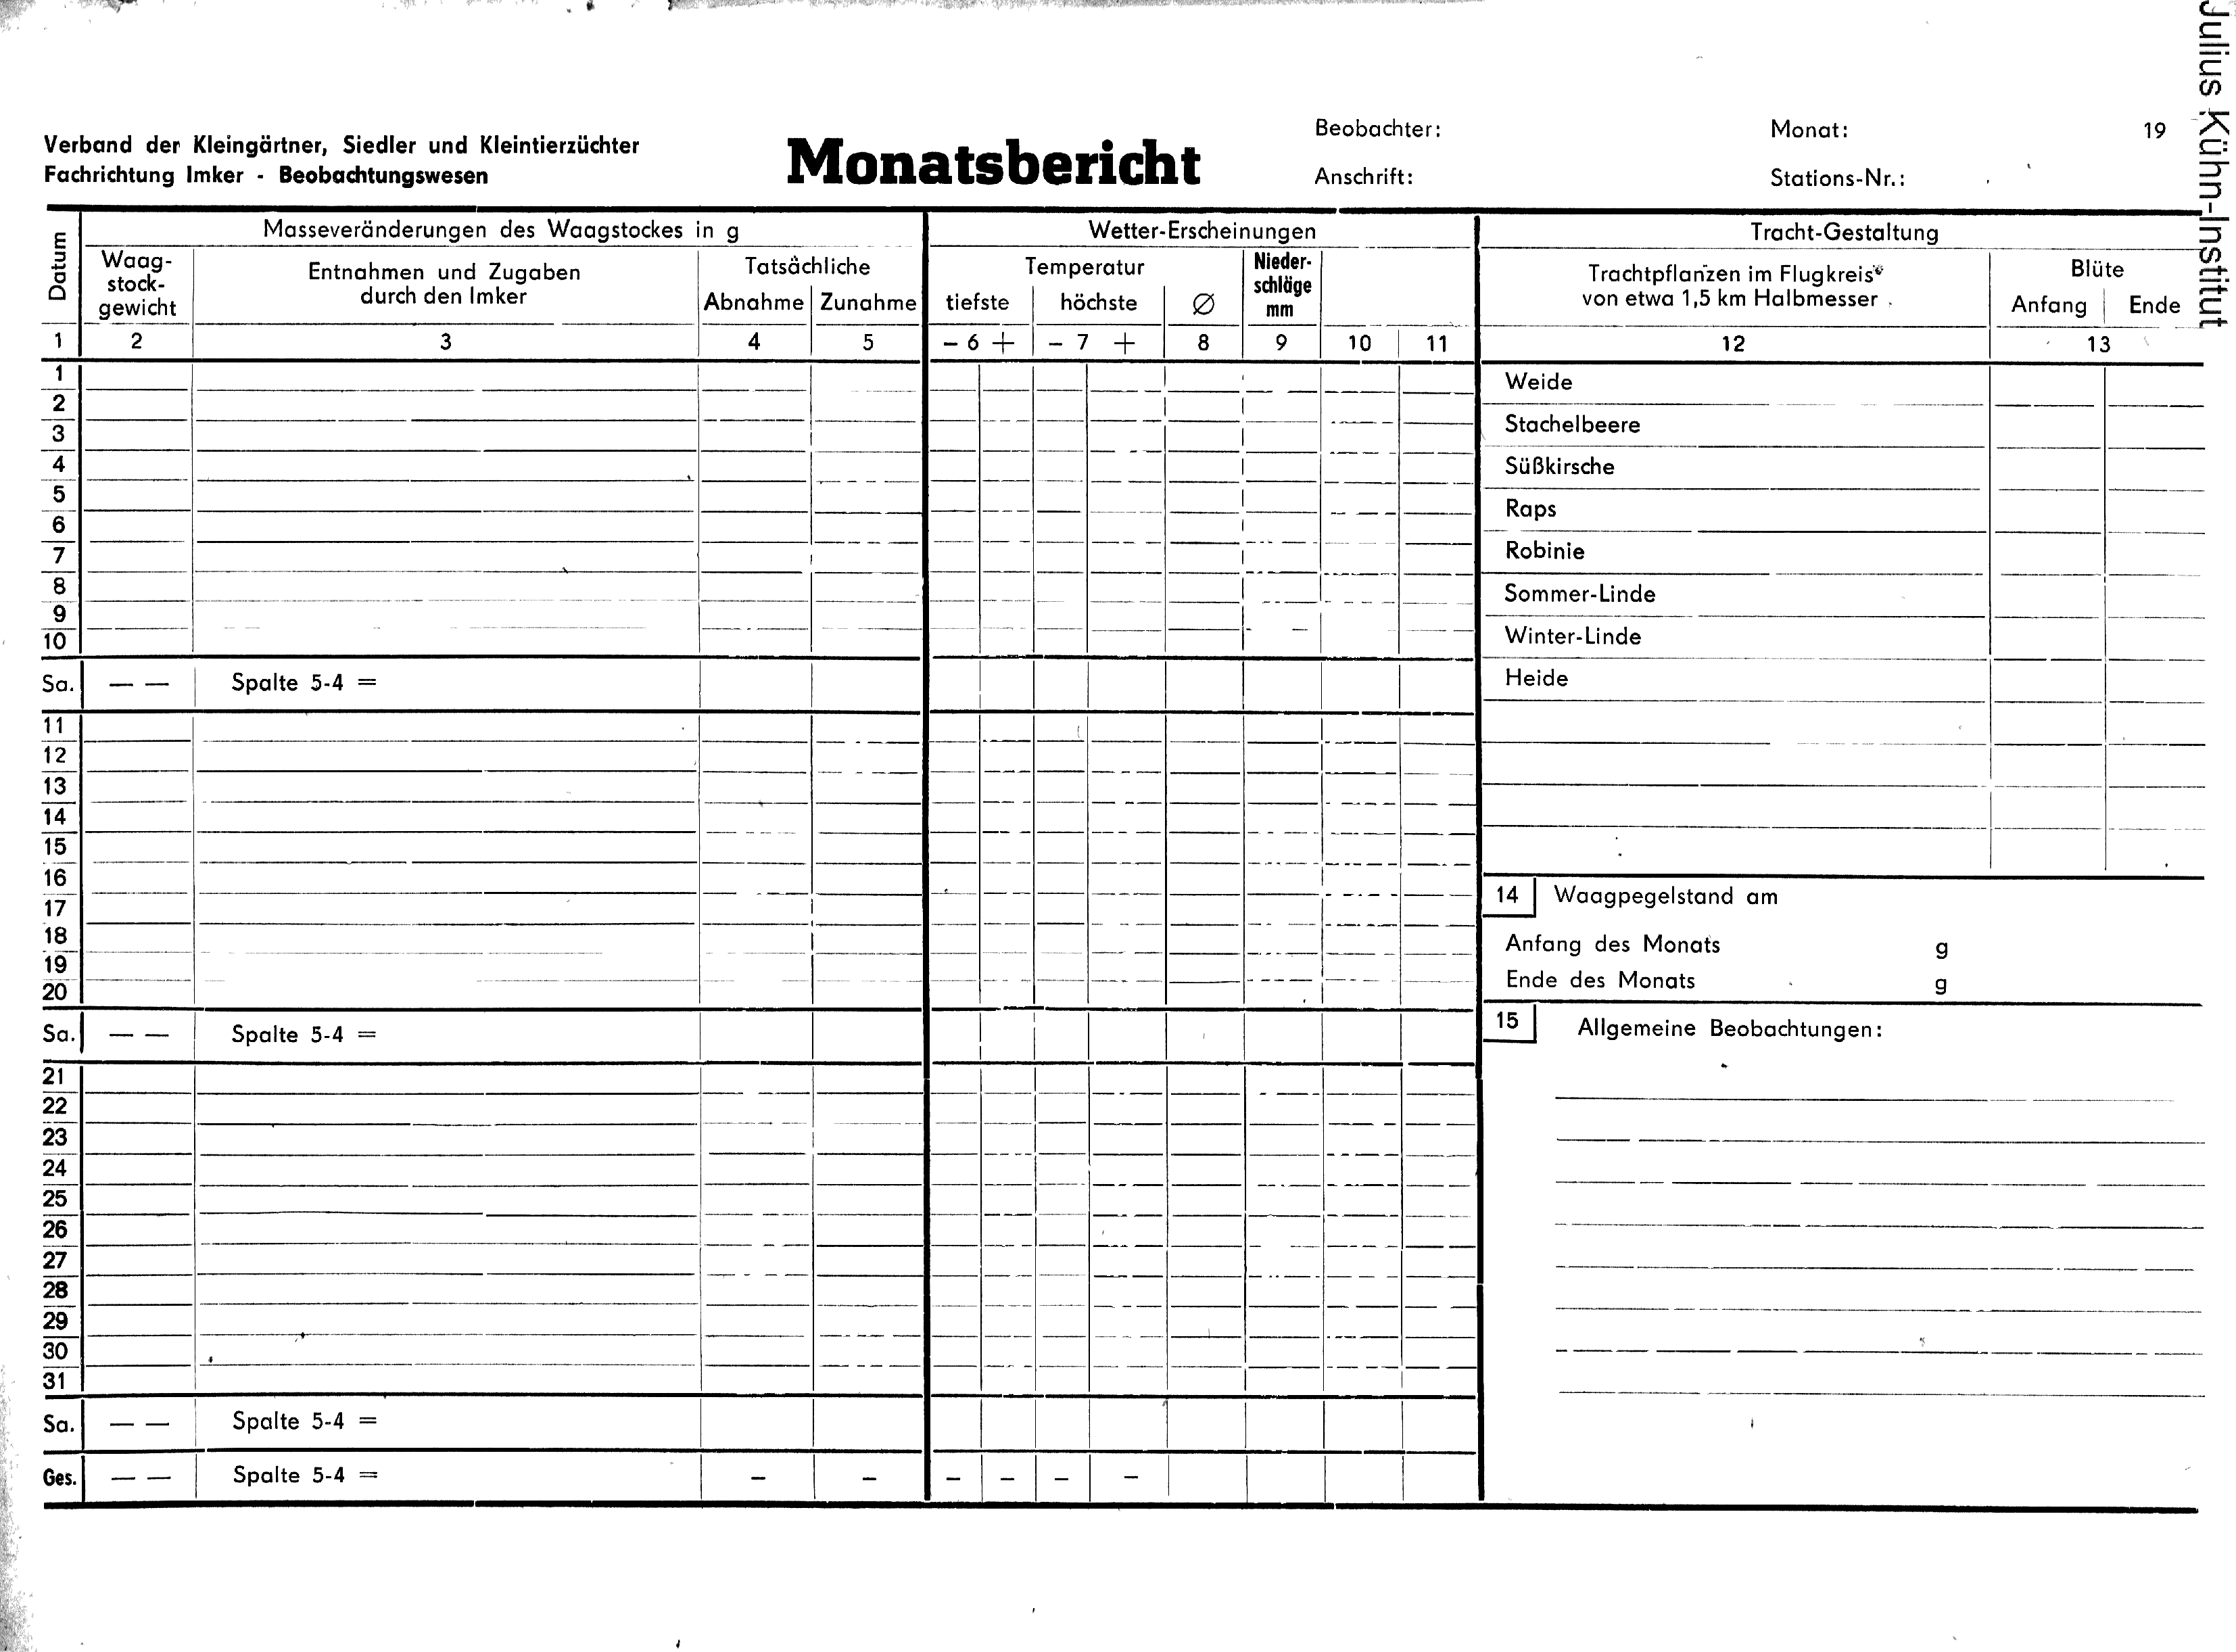 Julius Kühn-Institut
Verband der Kleingärtner, Siedler und Kleintierzüchter
Fachrichtung Imker - Beobachtungswesen
Monatsbericht
Beobachter:
Monat: 19
Anschrift:
Stations-Nr.:
Datum
Masseveränderungen des Waagstockes in g
Wetter-Erscheinungen
Tracht-Gestaltung
Waag-
stock-
gewicht
Entnahmen und Zugaben
durch den Imker
Tatsächliche
Abnahme Zunahme
Temperatur
tiefste höchste Ø
Nieder-
schläge
mm
Trachtpflanzen im Flugkreis
von etwa 1,5 km Halbmesser
Blüte
Anfang Ende
1 2 3 4 5 - 6 + - 7 + 8 9 10 11 12 13
1
2
3
4
5
6
7
8
9
10
Sa. — — Spalte 5-4 =
11
12
13
14
15
16
17
18
19
20
Sa. — — Spalte 5-4 =
21
22
23
24
25
26
27
28
29
30
31
Sa. — — Spalte 5-4 =
Ges. — — Spalte 5-4 = - - - - - -
Weide
Stachelbeere
Süßkirsche
Raps
Robinie
Sommer-Linde
Winter-Linde
Heide
14 Waagpegelstand am
Anfang des Monats g
Ende des Monats g
15 Allgemeine Beobachtungen: